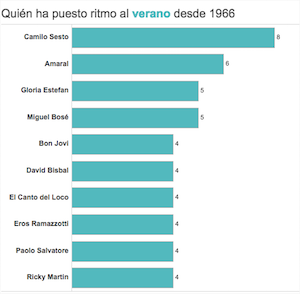 Quién ha puesto ritmo al verano desde 1966
Camilo Sesto 8
Amaral 6
Gloria Estefan 5
Miguel Bosé 5
Bon Jovi 4
David Bisbal 4
El Canto del Loco 4
Eros Ramazzotti 4
Paolo Salvatore 4
Ricky Martin 4